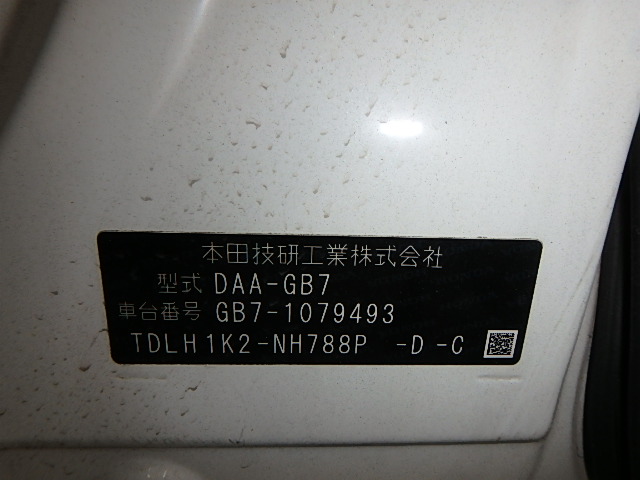 本田技研工業株式会社
型式 DAA-GB7
車台番号 GB7-1079493
TDLH1K2-NH788P -D-C